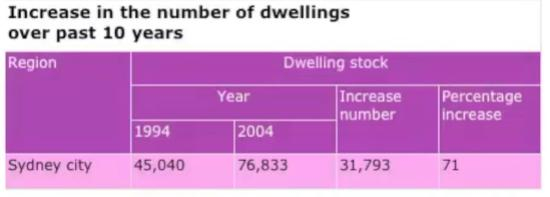 Increase in the number of dwellings
over past 10 years
Region
Dwelling stock
Year
Increase
number
Percentage
increase
1994
2004
Sydney city
45,040
76,833
31,793
71